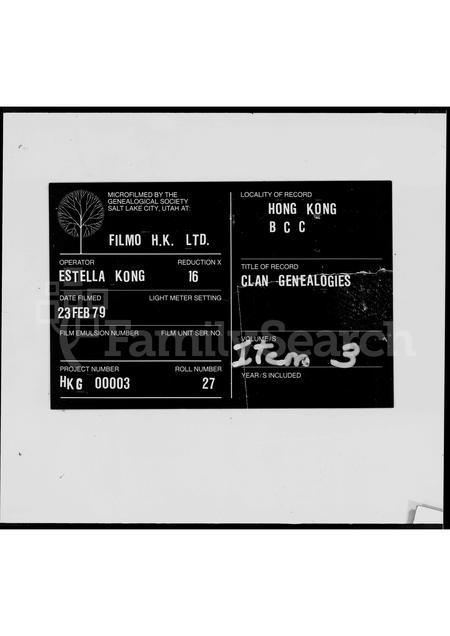 MICROFILMED BY THE
GENEALOGICAL SOCIETY
SALT LAKE CITY, UTAH AT:
FILMO H.K. LTD.
OPERATOR REDUCTION X
ESTELLA KONG 16
DATE FILMED LIGHT METER SETTING
23 FEB 79
FILM EMULSION NUMBER FILM UNIT SER. NO.
PROJECT NUMBER ROLL NUMBER
HKG 00003 27
LOCALITY OF RECORD
HONG KONG
B C C
TITLE OF RECORD
CLAN GENEALOGIES
VOLUME/S
Item 3
YEAR/S INCLUDED
FamilySearch